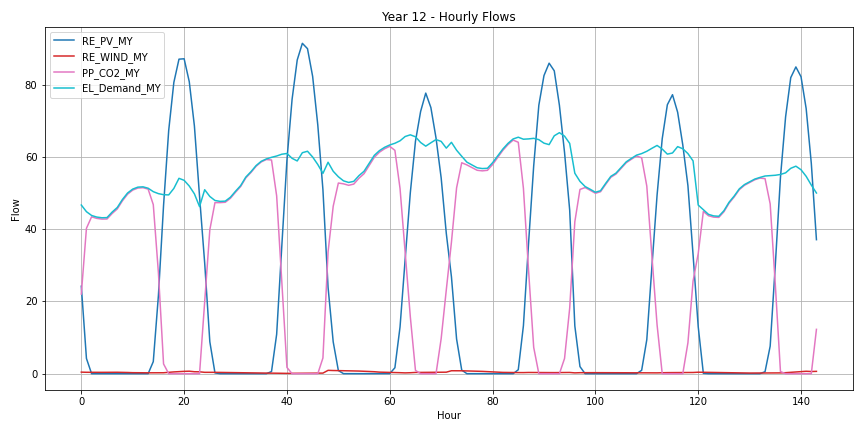 Year 12 - Hourly Flows
RE_PV_MY
RE_WIND_MY
PP_CO2_MY
EL_Demand_MY
Flow
80
60
40
20
0
0 20 40 60 80 100 120 140
Hour